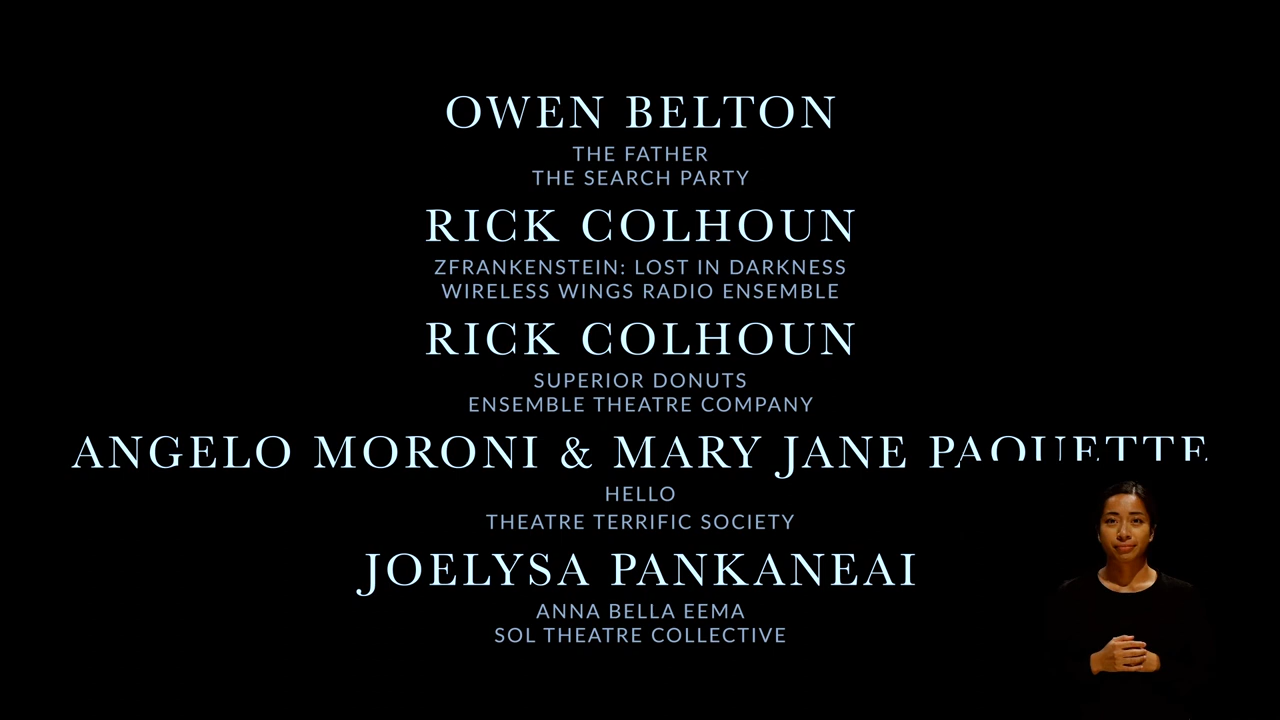 OWEN BELTON
THE FATHER
THE SEARCH PARTY
RICK COLHOUN
ZFRANKENSTEIN: LOST IN DARKNESS
WIRELESS WINGS RADIO ENSEMBLE
RICK COLHOUN
SUPERIOR DONUTS
ENSEMBLE THEATRE COMPANY
ANGELO MORONI & MARY JANE PAQUETTE
HELLO
THEATRE TERRIFIC SOCIETY
JOELYSA PANKANEAI
ANNA BELLA EEMA
SOL THEATRE COLLECTIVE